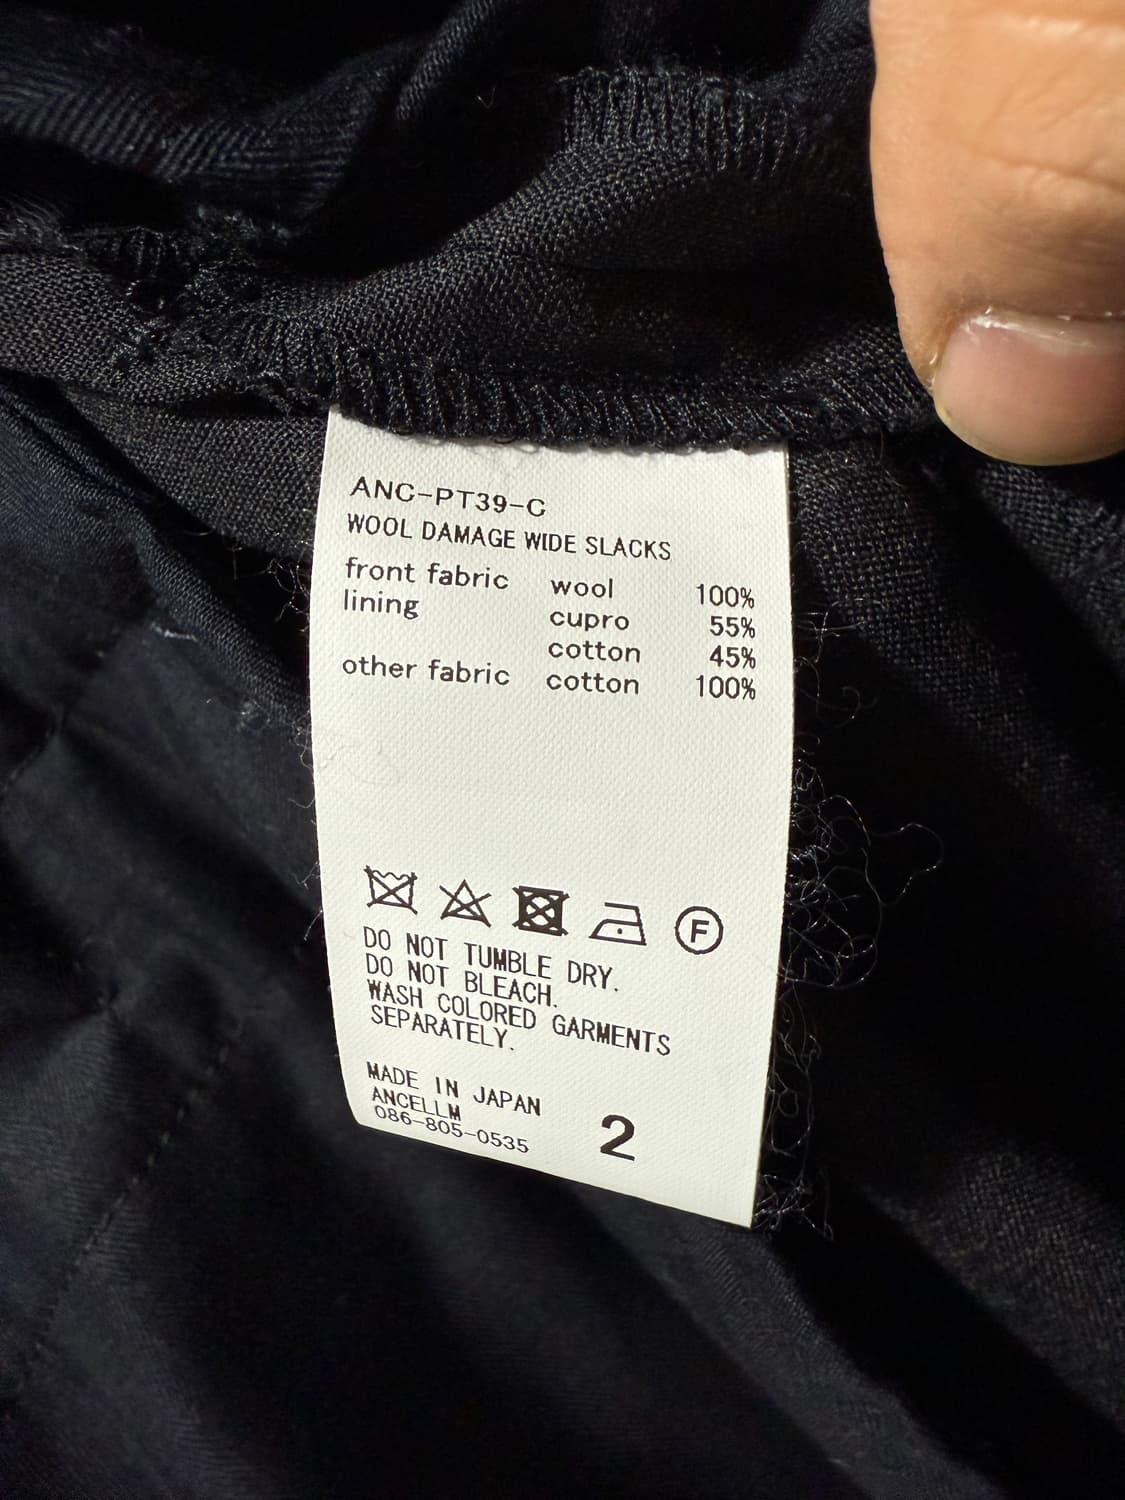 ANC-PT39-C
WOOL DAMAGE WIDE SLACKS
front fabric wool 100%
lining cupro 55%
cotton 45%
other fabric cotton 100%
F
DO NOT TUMBLE DRY.
DO NOT BLEACH.
WASH COLORED GARMENTS
SEPARATELY.
MADE IN JAPAN
ANCELLM
086-805-0535
2